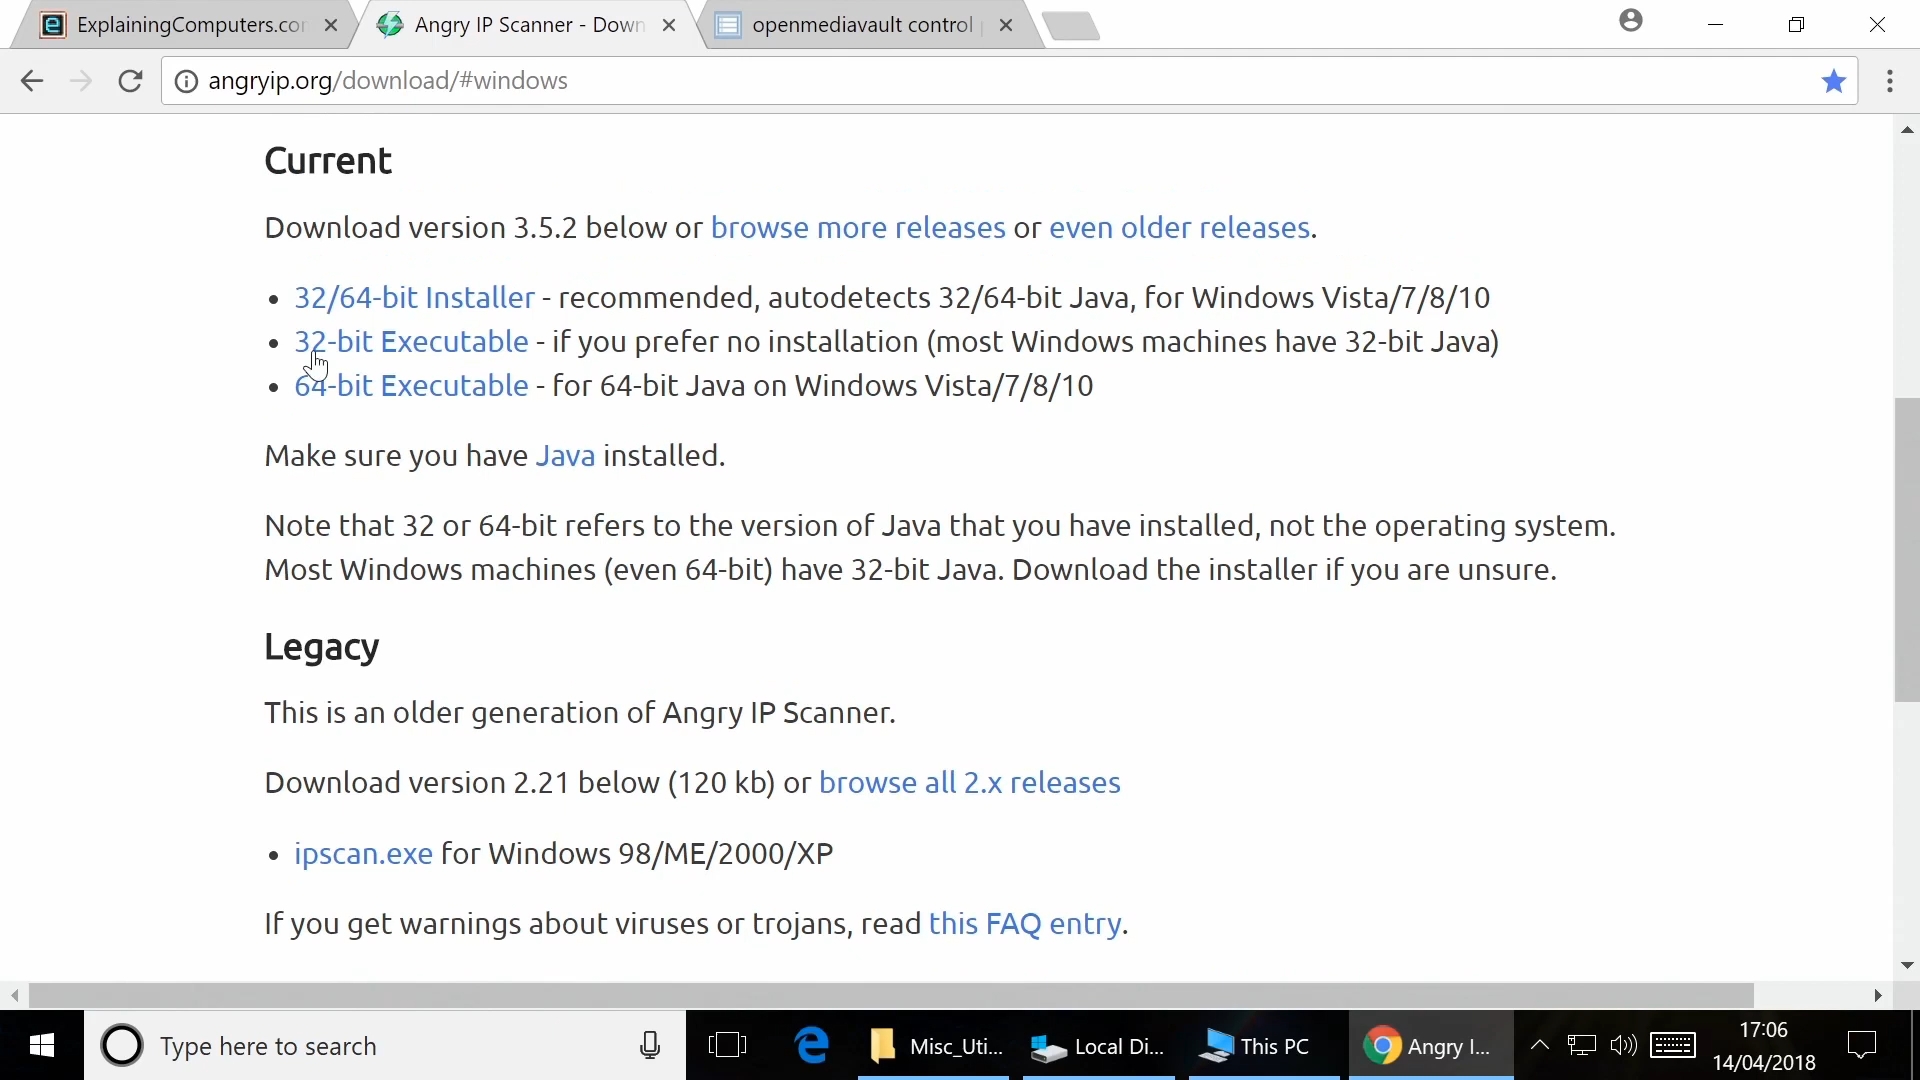 ExplainingComputers.co
Angry IP Scanner - Down
openmediavault control
angryip.org/download/#windows
Current
Download version 3.5.2 below or browse more releases or even older releases.
• 32/64-bit Installer - recommended, autodetects 32/64-bit Java, for Windows Vista/7/8/10
• 32-bit Executable - if you prefer no installation (most Windows machines have 32-bit Java)
• 64-bit Executable - for 64-bit Java on Windows Vista/7/8/10
Make sure you have Java installed.
Note that 32 or 64-bit refers to the version of Java that you have installed, not the operating system.
Most Windows machines (even 64-bit) have 32-bit Java. Download the installer if you are unsure.
Legacy
This is an older generation of Angry IP Scanner.
Download version 2.21 below (120 kb) or browse all 2.x releases
• ipscan.exe for Windows 98/ME/2000/XP
If you get warnings about viruses or trojans, read this FAQ entry.
Type here to search
Misc_Uti...
Local Di...
This PC
Angry I...
17:06
14/04/2018